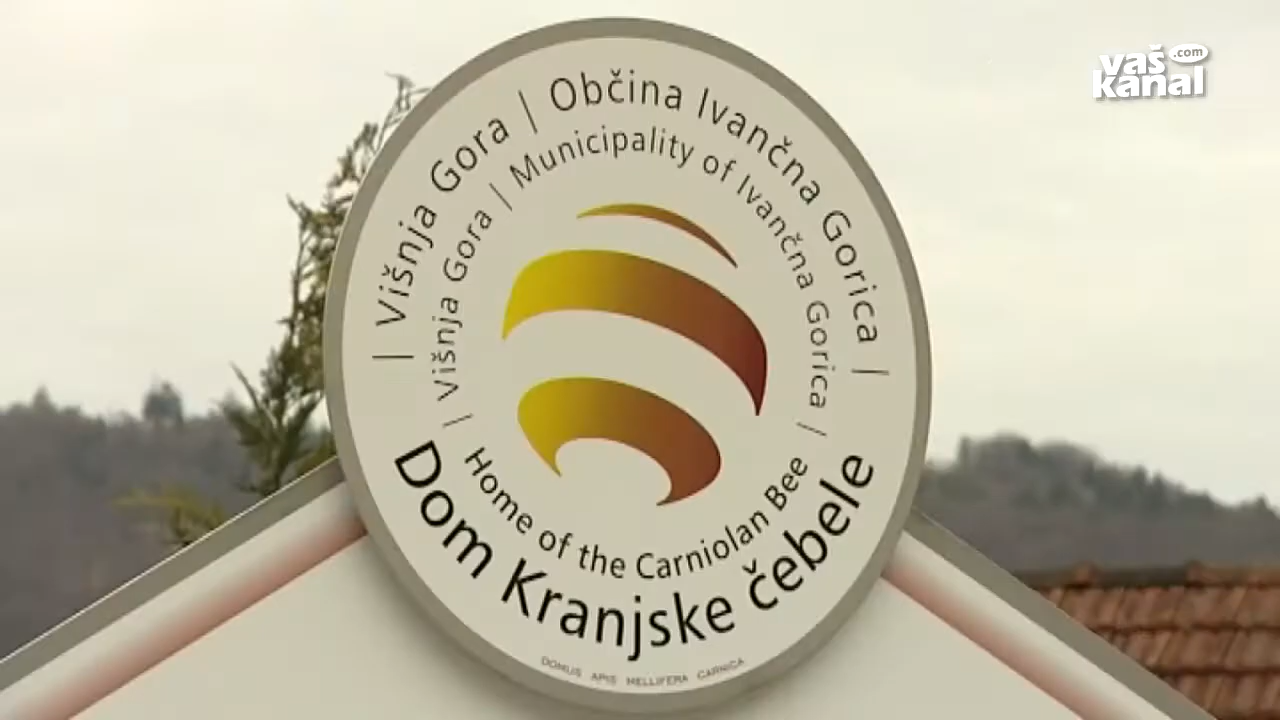 vaš .com
kanal
| Višnja Gora | Občina Ivančna Gorica |
| Višnja Gora | Municipality of Ivančna Gorica |
Home of the Carniolan Bee
Dom Kranjske čebele
DOMUS APIS MELLIFERA CARNICA